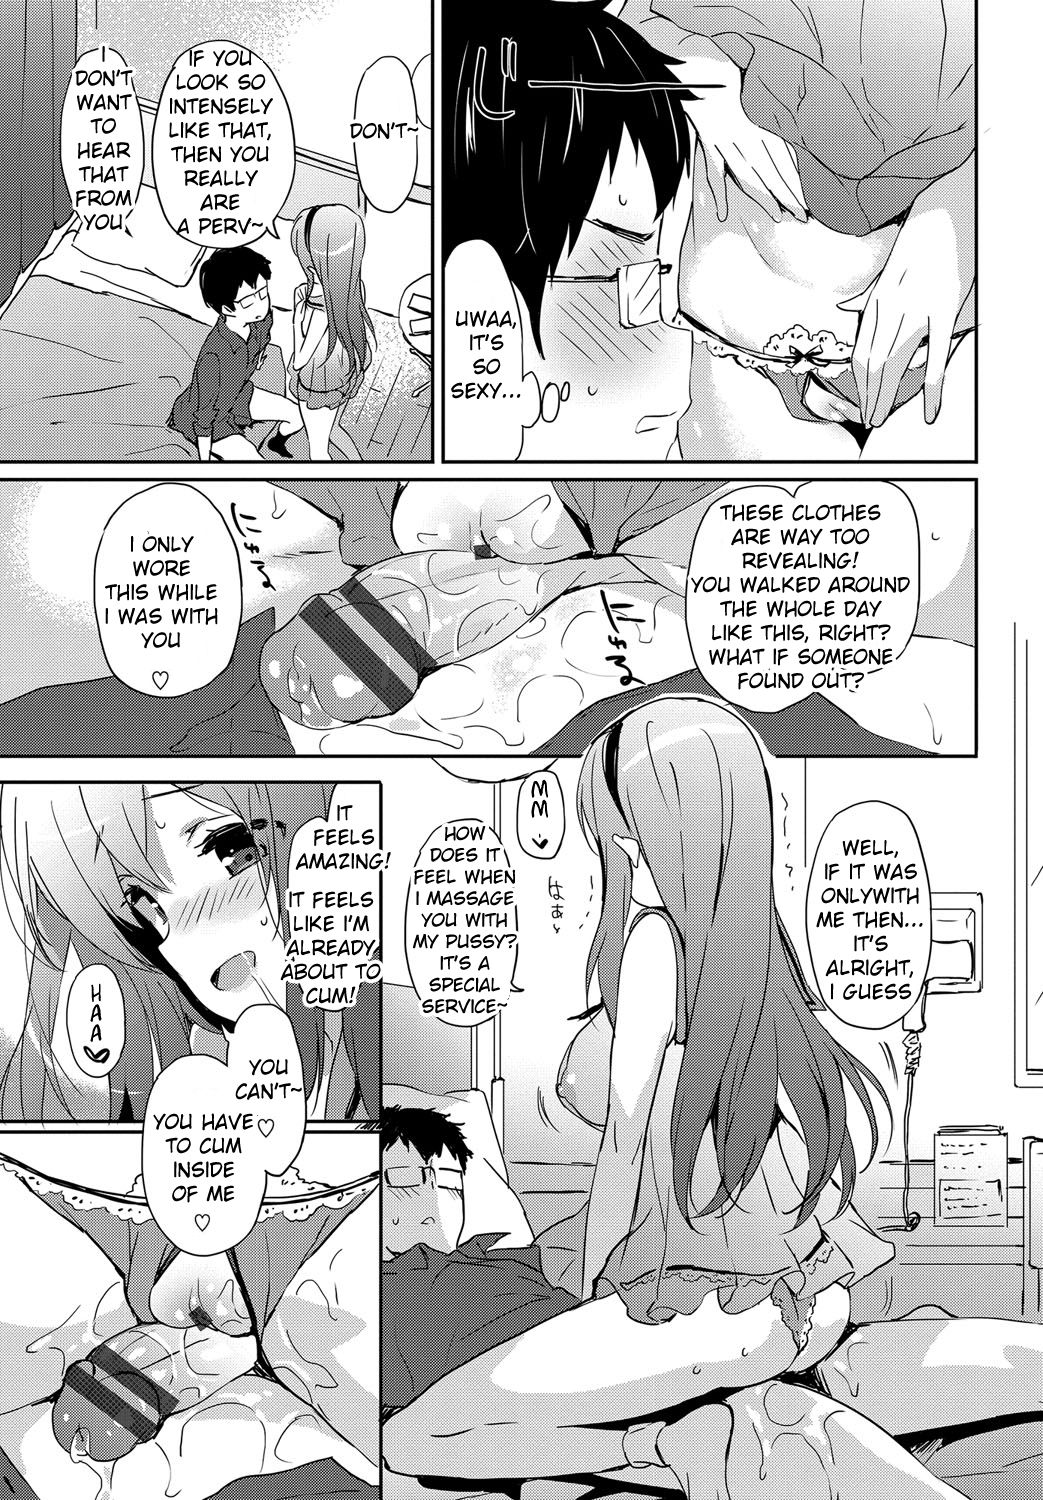 UWAA,
IT'S
SO
SEXY...
DON'T~
IF YOU
LOOK SO
INTENSELY
LIKE THAT,
THEN YOU
REALLY
ARE
A PERV~
I
DON'T
WANT
TO
HEAR
THAT
FROM
YOU
THESE CLOTHES
ARE WAY TOO
REVEALING!
YOU WALKED AROUND
THE WHOLE DAY
LIKE THIS, RIGHT?
WHAT IF SOMEONE
FOUND OUT?
I ONLY
WORE
THIS WHILE
I WAS WITH
YOU
♡
WELL,
IF IT WAS
ONLYWITH
ME THEN...
IT'S
ALRIGHT,
I GUESS
MM
はぁ~
HOW
DOES IT
FEEL WHEN
I MASSAGE
YOU WITH
MY PUSSY?
IT'S A
SPECIAL
SERVICE~
IT
FEELS
AMAZING!
IT FEELS
LIKE I'M
ALREADY
ABOUT TO
CUM!
HAA
YOU
CAN'T~
♡
YOU HAVE
TO CUM
INSIDE
OF ME
♡